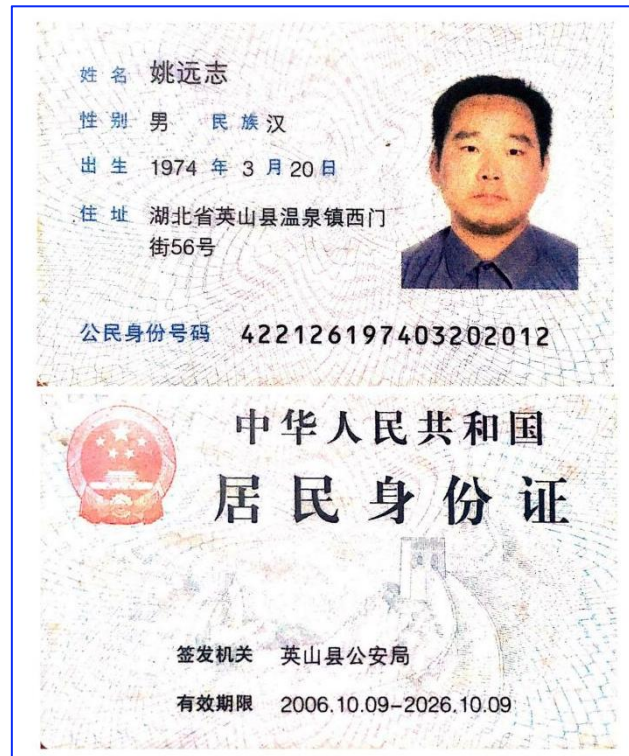 姓名 姚远志
性别 男 民族 汉
出生 1974 年 3 月 20 日
住址 湖北省英山县温泉镇西门
街56号
公民身份号码 422126197403202012
中华人民共和国
居民身份证
签发机关 英山县公安局
有效期限 2006.10.09-2026.10.09